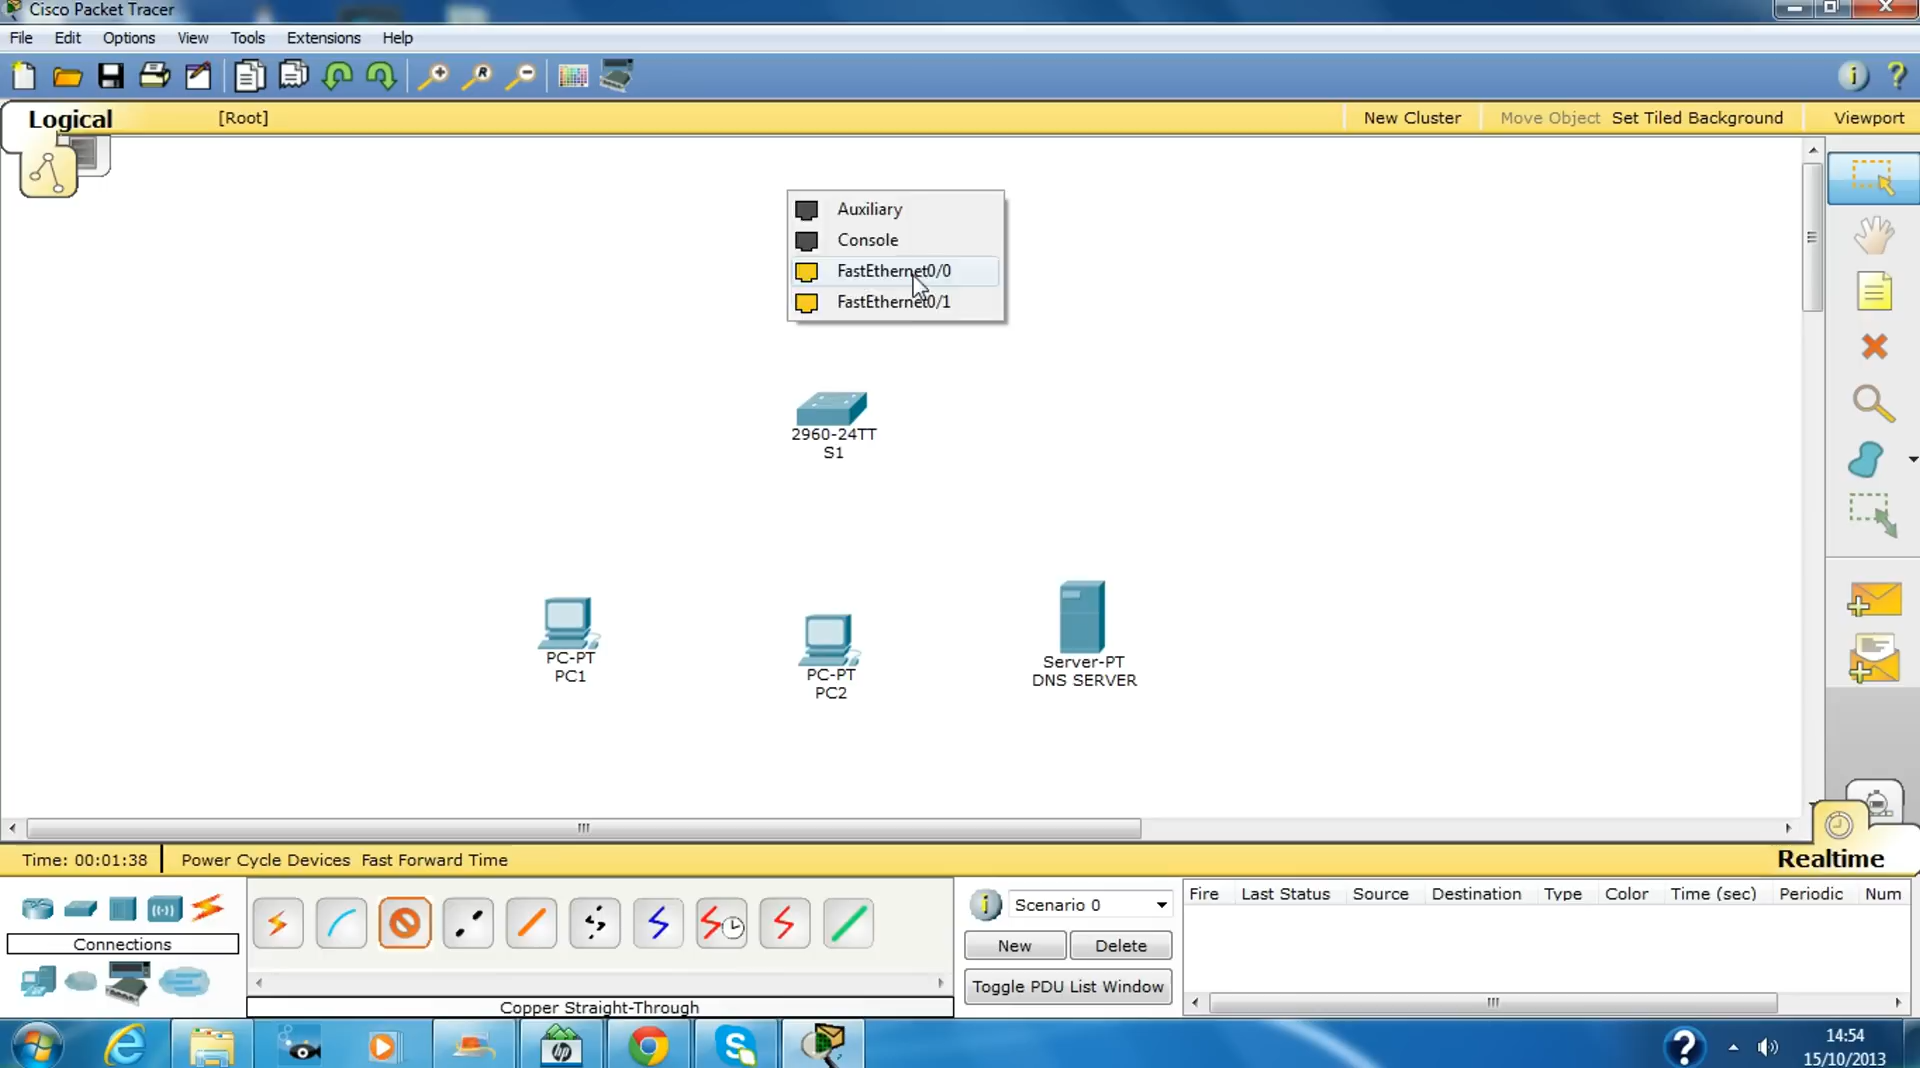 Cisco Packet Tracer
File Edit Options View Tools Extensions Help
Logical [Root] New Cluster Move Object Set Tiled Background Viewport
Auxiliary
Console
FastEthernet0/0
FastEthernet0/1
2960-24TT
S1
PC-PT
PC1
PC-PT
PC2
Server-PT
DNS SERVER
Time: 00:01:38 Power Cycle Devices Fast Forward Time Realtime
Scenario 0
Fire Last Status Source Destination Type Color Time (sec) Periodic Num
Connections
New Delete
Toggle PDU List Window
Copper Straight-Through
14:54
15/10/2013